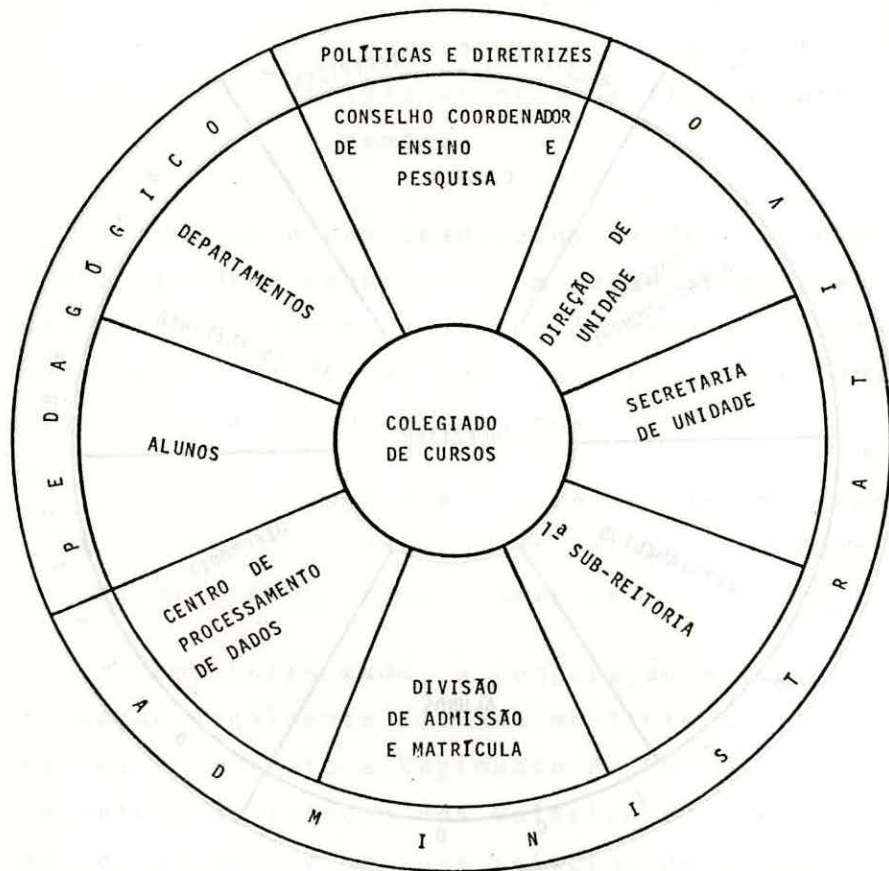 POLÍTICAS E DIRETRIZES
CONSELHO COORDENADOR
DE ENSINO E
PESQUISA
DIREÇÃO DE
UNIDADE
SECRETARIA
DE UNIDADE
1ª SUB-REITORIA
DIVISÃO
DE ADMISSÃO
E MATRÍCULA
CENTRO DE
PROCESSAMENTO
DE DADOS
ALUNOS
DEPARTAMENTOS
COLEGIADO
DE CURSOS
PEDAGÓGICO
ADMINISTRATIVO